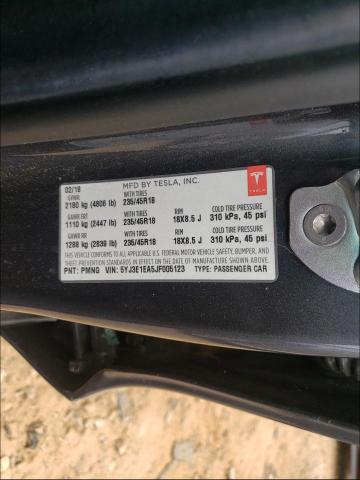 MFD BY TESLA, INC.
02/18
GVWR WITH TIRES
2180 kg (4806 lb) 235/45R18
GAWR FRT WITH TIRES RIM COLD TIRE PRESSURE
1110 kg (2447 lb) 235/45R18 18X8.5 J 310 kPa, 45 psi
GAWR RR WITH TIRES RIM COLD TIRE PRESSURE
1288 kg (2839 lb) 235/45R18 18X8.5 J 310 kPa, 45 psi
THIS VEHICLE CONFORMS TO ALL APPLICABLE U.S. FEDERAL MOTOR
VEHICLE SAFETY, BUMPER, AND THEFT PREVENTION STANDARDS IN
EFFECT ON THE DATE OF MANUFACTURE SHOWN ABOVE.
PNT: PMNG VIN: 5YJ3E1EA5JF005123 TYPE: PASSENGER CAR
TESLA